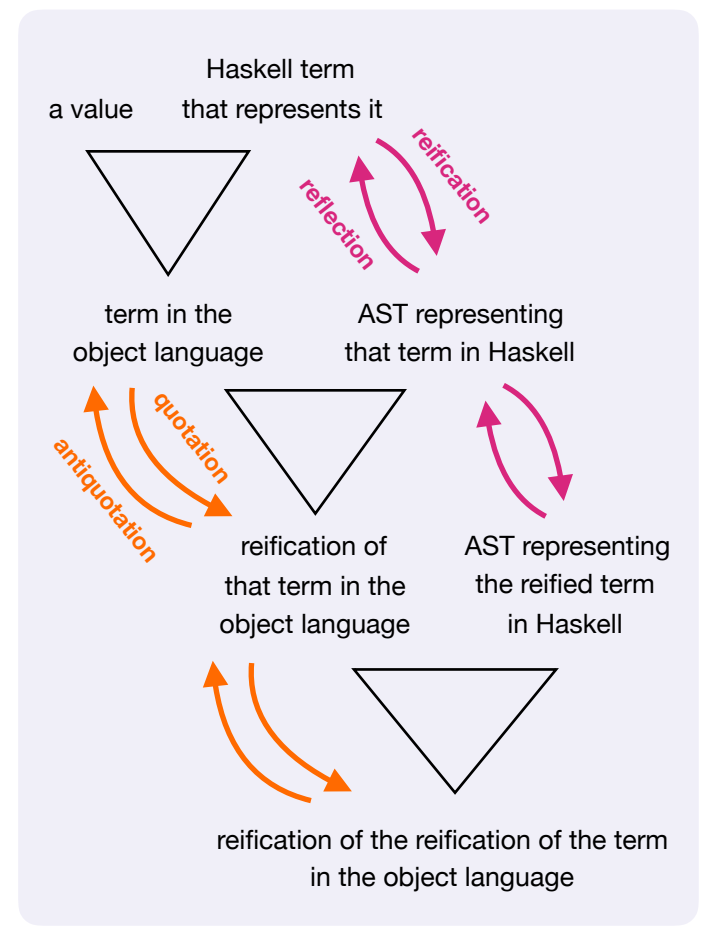 Haskell term
a value
that represents it
reification
reflection
term in the
object language
AST representing
that term in Haskell
quotation
antiquotation
reification of
that term in the
object language
AST representing
the reified term
in Haskell
reification of the reification of the term
in the object language